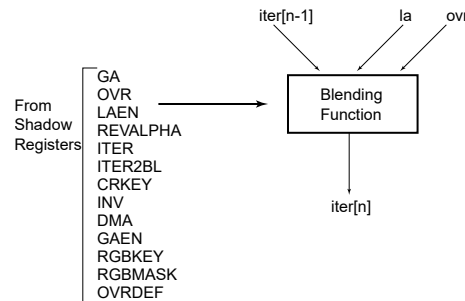 iter[n-1] la ovr
GA
OVR
LAEN
REVALPHA
ITER
ITER2BL
CRKEY
INV
DMA
GAEN
RGBKEY
RGBMASK
OVRDEF
From
Shadow
Registers
Blending
Function
iter[n]